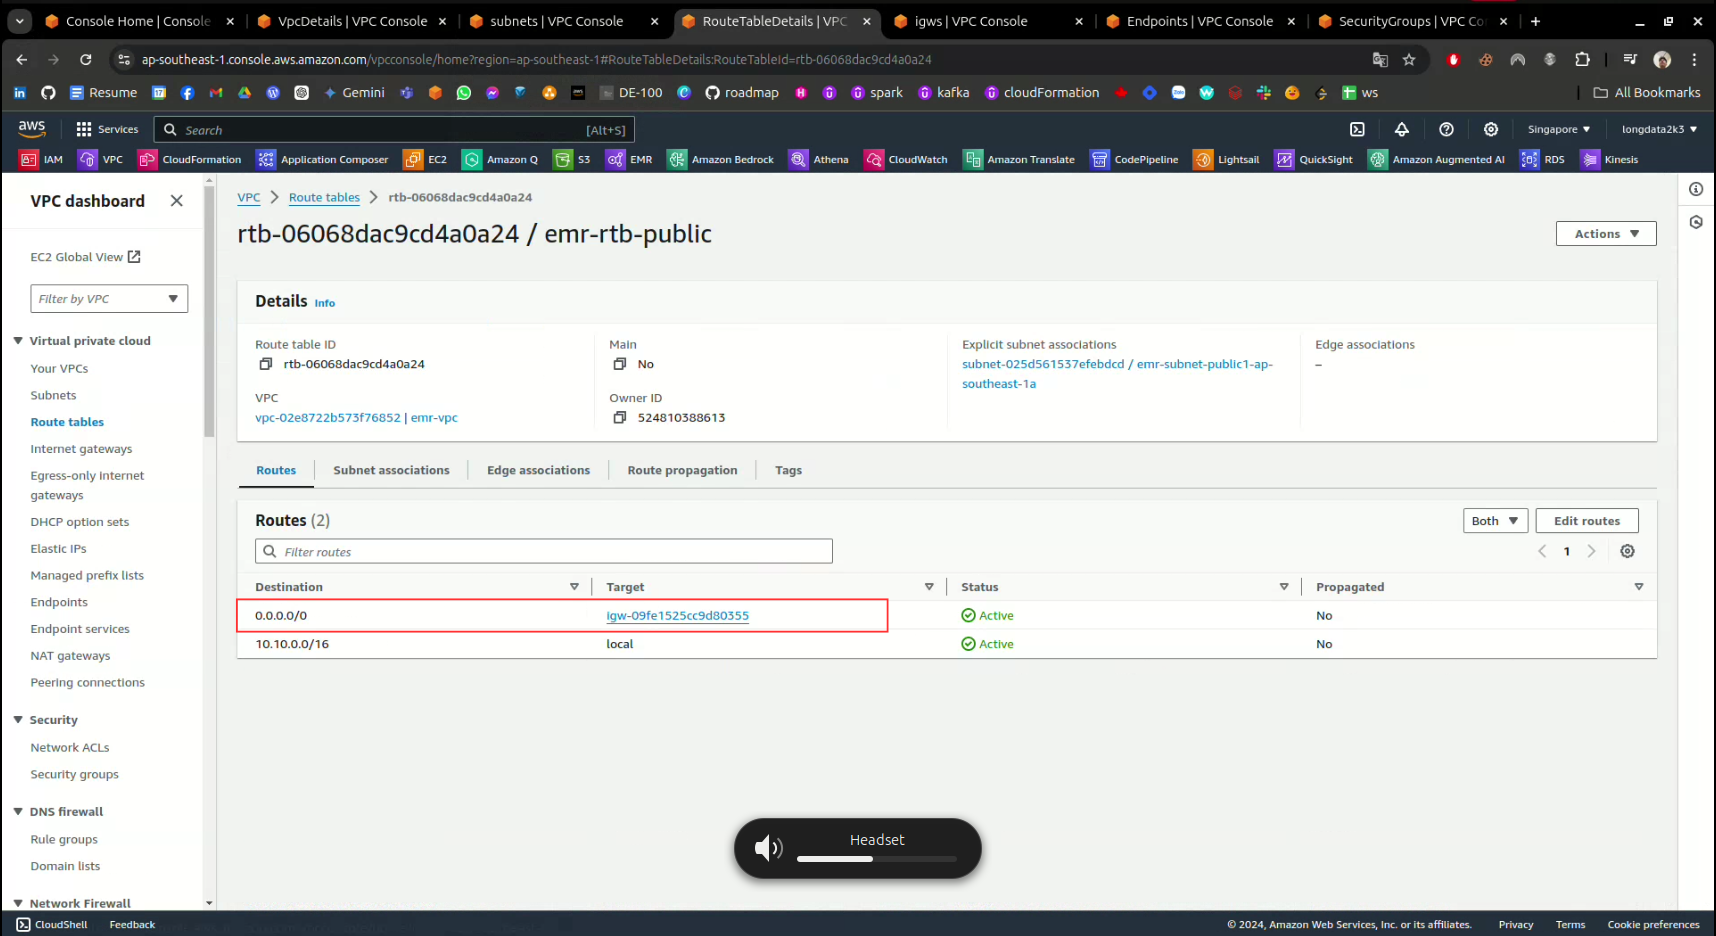 Console Home | Console
VpcDetails | VPC Console
subnets | VPC Console
RouteTableDetails | VPC
igws | VPC Console
Endpoints | VPC Console
SecurityGroups | VPC Co
ap-southeast-1.console.aws.amazon.com/vpcconsole/home?region=ap-southeast-1#RouteTableDetails:RouteTableId=rtb-06068dac9cd4a0a24
Resume
Gemini
DE-100
roadmap
spark
kafka
cloudFormation
ws
All Bookmarks
aws
Services
Search
[Alt+S]
Singapore
longdata2k3
IAM
VPC
CloudFormation
Application Composer
EC2
Amazon Q
S3
EMR
Amazon Bedrock
Athena
CloudWatch
Amazon Translate
CodePipeline
Lightsail
QuickSight
Amazon Augmented AI
RDS
Kinesis
VPC dashboard
EC2 Global View
Filter by VPC
Virtual private cloud
Your VPCs
Subnets
Route tables
Internet gateways
Egress-only internet
gateways
DHCP option sets
Elastic IPs
Managed prefix lists
Endpoints
Endpoint services
NAT gateways
Peering connections
Security
Network ACLs
Security groups
DNS firewall
Rule groups
Domain lists
Network Firewall
VPC
Route tables
rtb-06068dac9cd4a0a24
rtb-06068dac9cd4a0a24 / emr-rtb-public
Actions
Details Info
Route table ID
rtb-06068dac9cd4a0a24
VPC
vpc-02e8722b573f76852 | emr-vpc
Main
No
Owner ID
524810388613
Explicit subnet associations
subnet-025d561537efebdcd / emr-subnet-public1-ap-
southeast-1a
Edge associations
–
Routes
Subnet associations
Edge associations
Route propagation
Tags
Routes (2)
Both
Edit routes
Filter routes
1
Destination
Target
Status
Propagated
0.0.0.0/0
igw-09fe1525cc9d80355
Active
No
10.10.0.0/16
local
Active
No
Headset
CloudShell
Feedback
© 2024, Amazon Web Services, Inc. or its affiliates.
Privacy
Terms
Cookie preferences